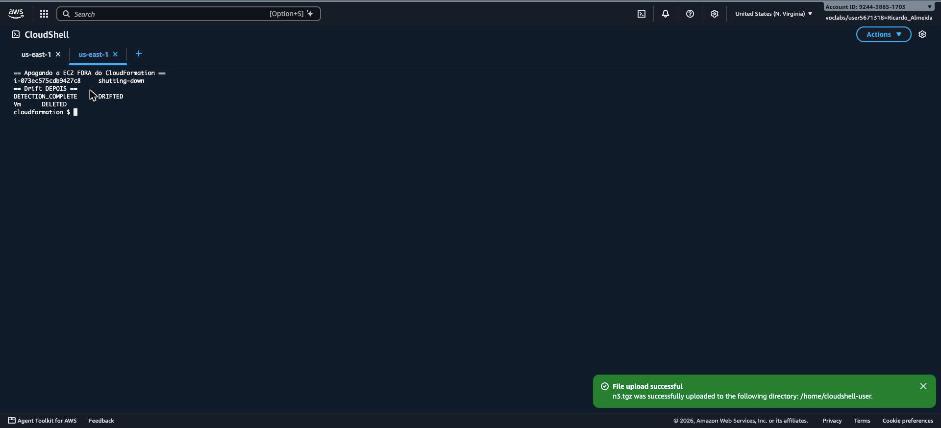 aws
Search [Option+S]
United States (N. Virginia)
Account ID: 9244-3865-1703
voclabs/user5671318=Ricardo_Almeida
CloudShell
Actions
us-east-1
us-east-1
== Apagando a EC2 FORA do CloudFormation ==
i-073ec575cdb9427c8 shutting-down
== Drift DEPOIS ==
DETECTION_COMPLETE DRIFTED
Vm DELETED
cloudformation $
File upload successful
n3.tgz was successfully uploaded to the following directory: /home/cloudshell-user.
Agent Toolkit for AWS Feedback
© 2026, Amazon Web Services, Inc. or its affiliates. Privacy Terms Cookie preferences